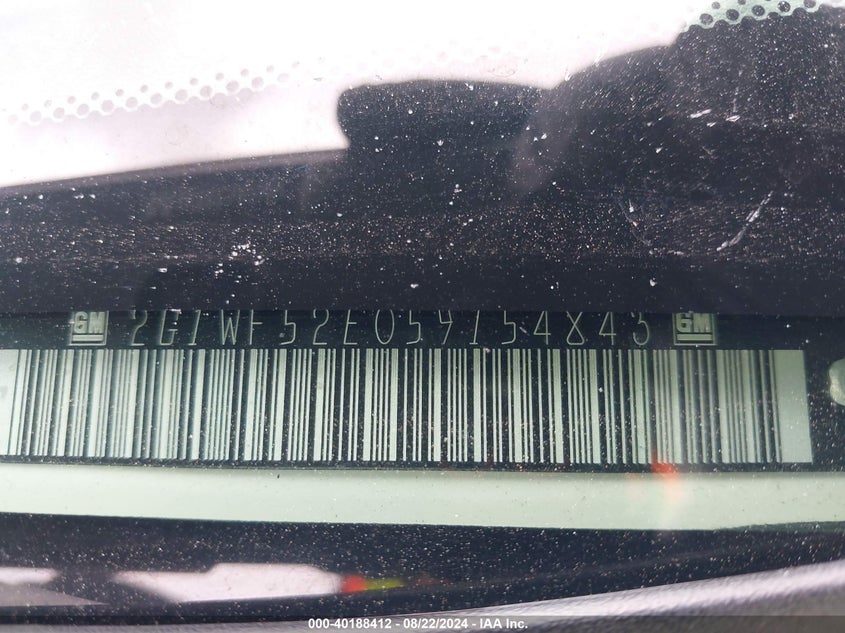 GM 2G1WF52E059154843 GM
000-40188412 - 08/22/2024 - IAA Inc.